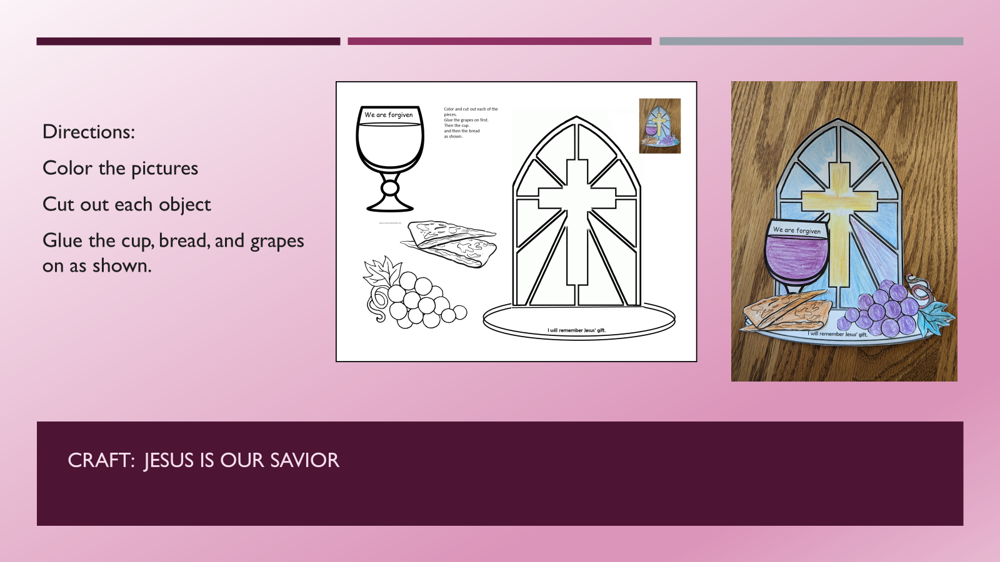 Directions:
Color the pictures
Cut out each object
Glue the cup, bread, and grapes
on as shown.
We are forgiven
Color and cut out each of the
pieces.
Glue the grapes on first.
Then the cup.
and then the bread
as shown.
I will remember Jesus' gift.
We are forgiven
I will remember Jesus' gift.
CRAFT: JESUS IS OUR SAVIOR